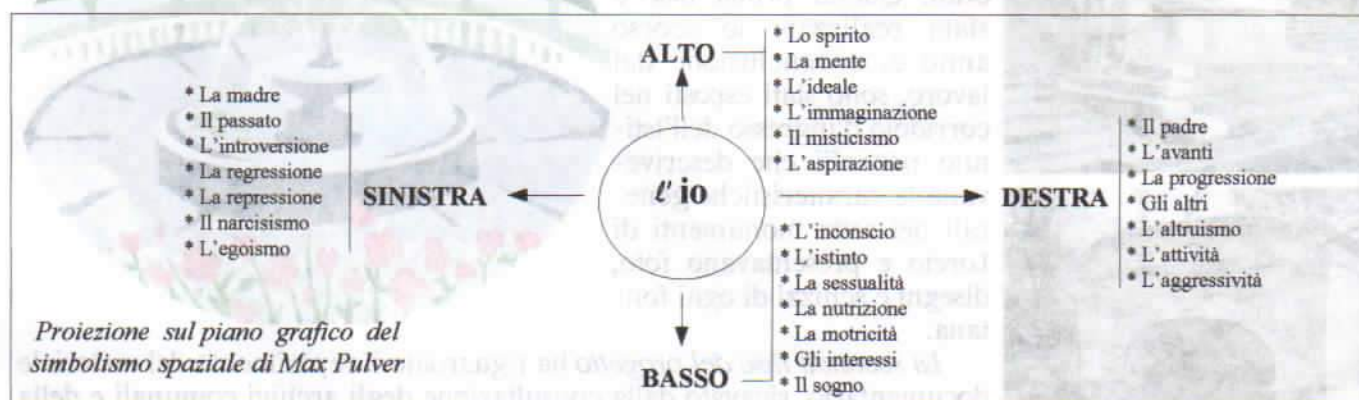 * La madre
* Il passato
* L'introversione
* La regressione
* La repressione
* Il narcisismo
* L'egoismo
SINISTRA
Proiezione sul piano grafico del
simbolismo spaziale di Max Pulver
ALTO
* Lo spirito
* La mente
* L'ideale
* L'immaginazione
Il misticismo
* L'aspirazione
l'io
* L'inconscio
* L'istinto
* La sessualità
* La nutrizione
* La motricità
* Gli interessi
* Il sogno
BASSO
DESTRA
* Il padre
* L'avanti
* La progressione
* Gli altri
* L'altruismo
* L'attività
* L'aggressività